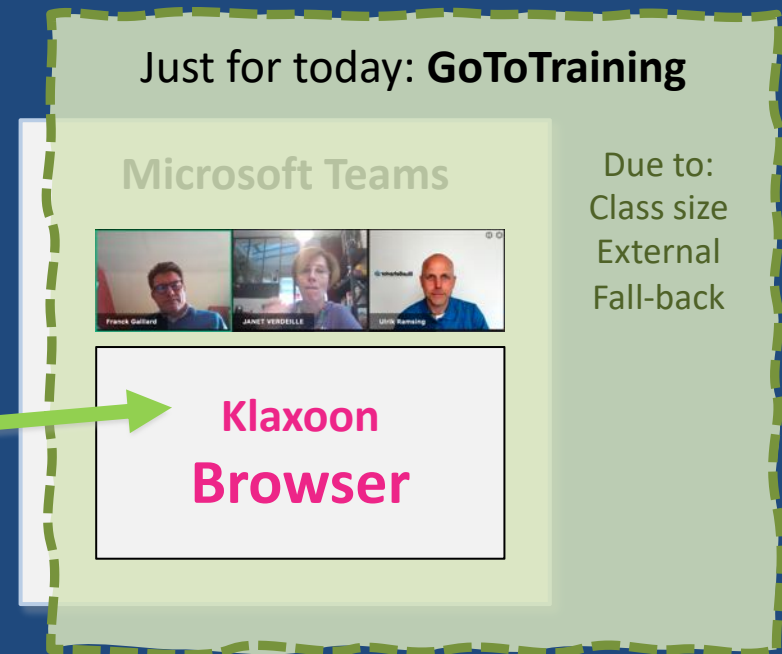 Just for today: GoToTraining
Microsoft Teams
Due to:
Class size
External
Fall-back
Franck Gaillard
JANET VERDEILLE
Ulrik Ramsing
Klaxoon
Browser